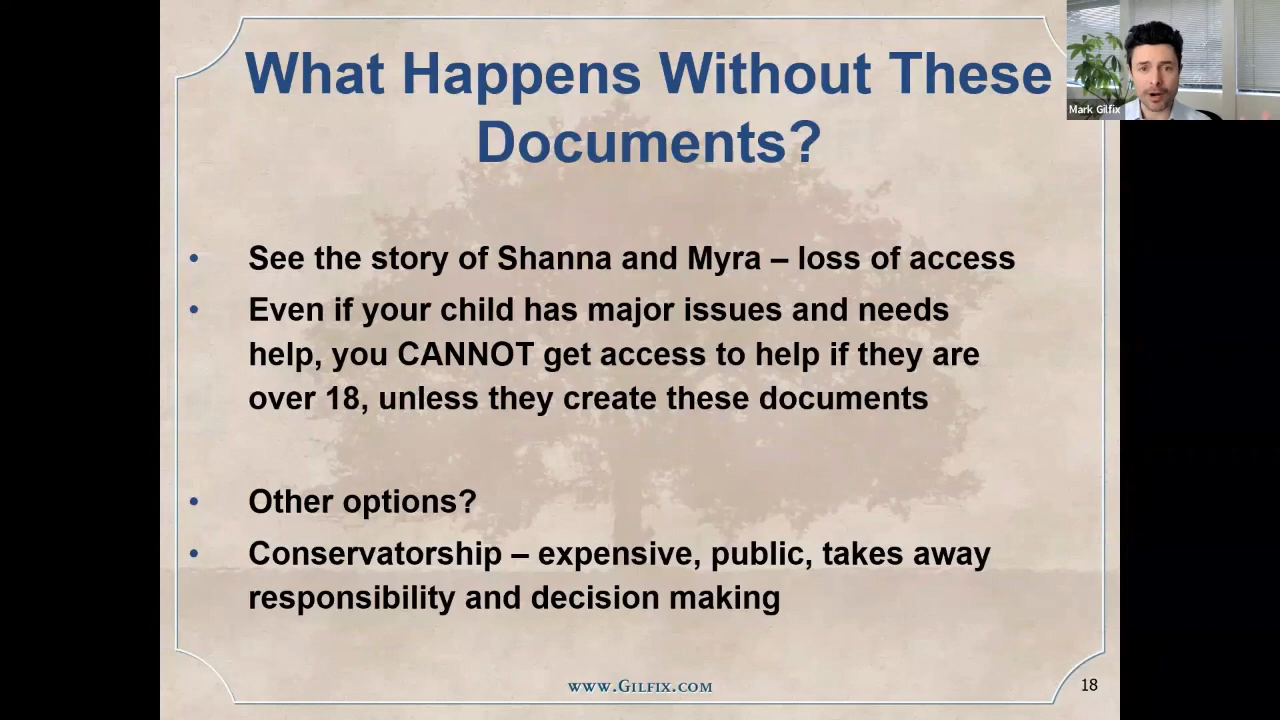 What Happens Without These
Documents?
Mark Gilfix
• See the story of Shanna and Myra – loss of access
• Even if your child has major issues and needs
help, you CANNOT get access to help if they are
over 18, unless they create these documents
• Other options?
• Conservatorship – expensive, public, takes away
responsibility and decision making
www.Gilfix.com
18